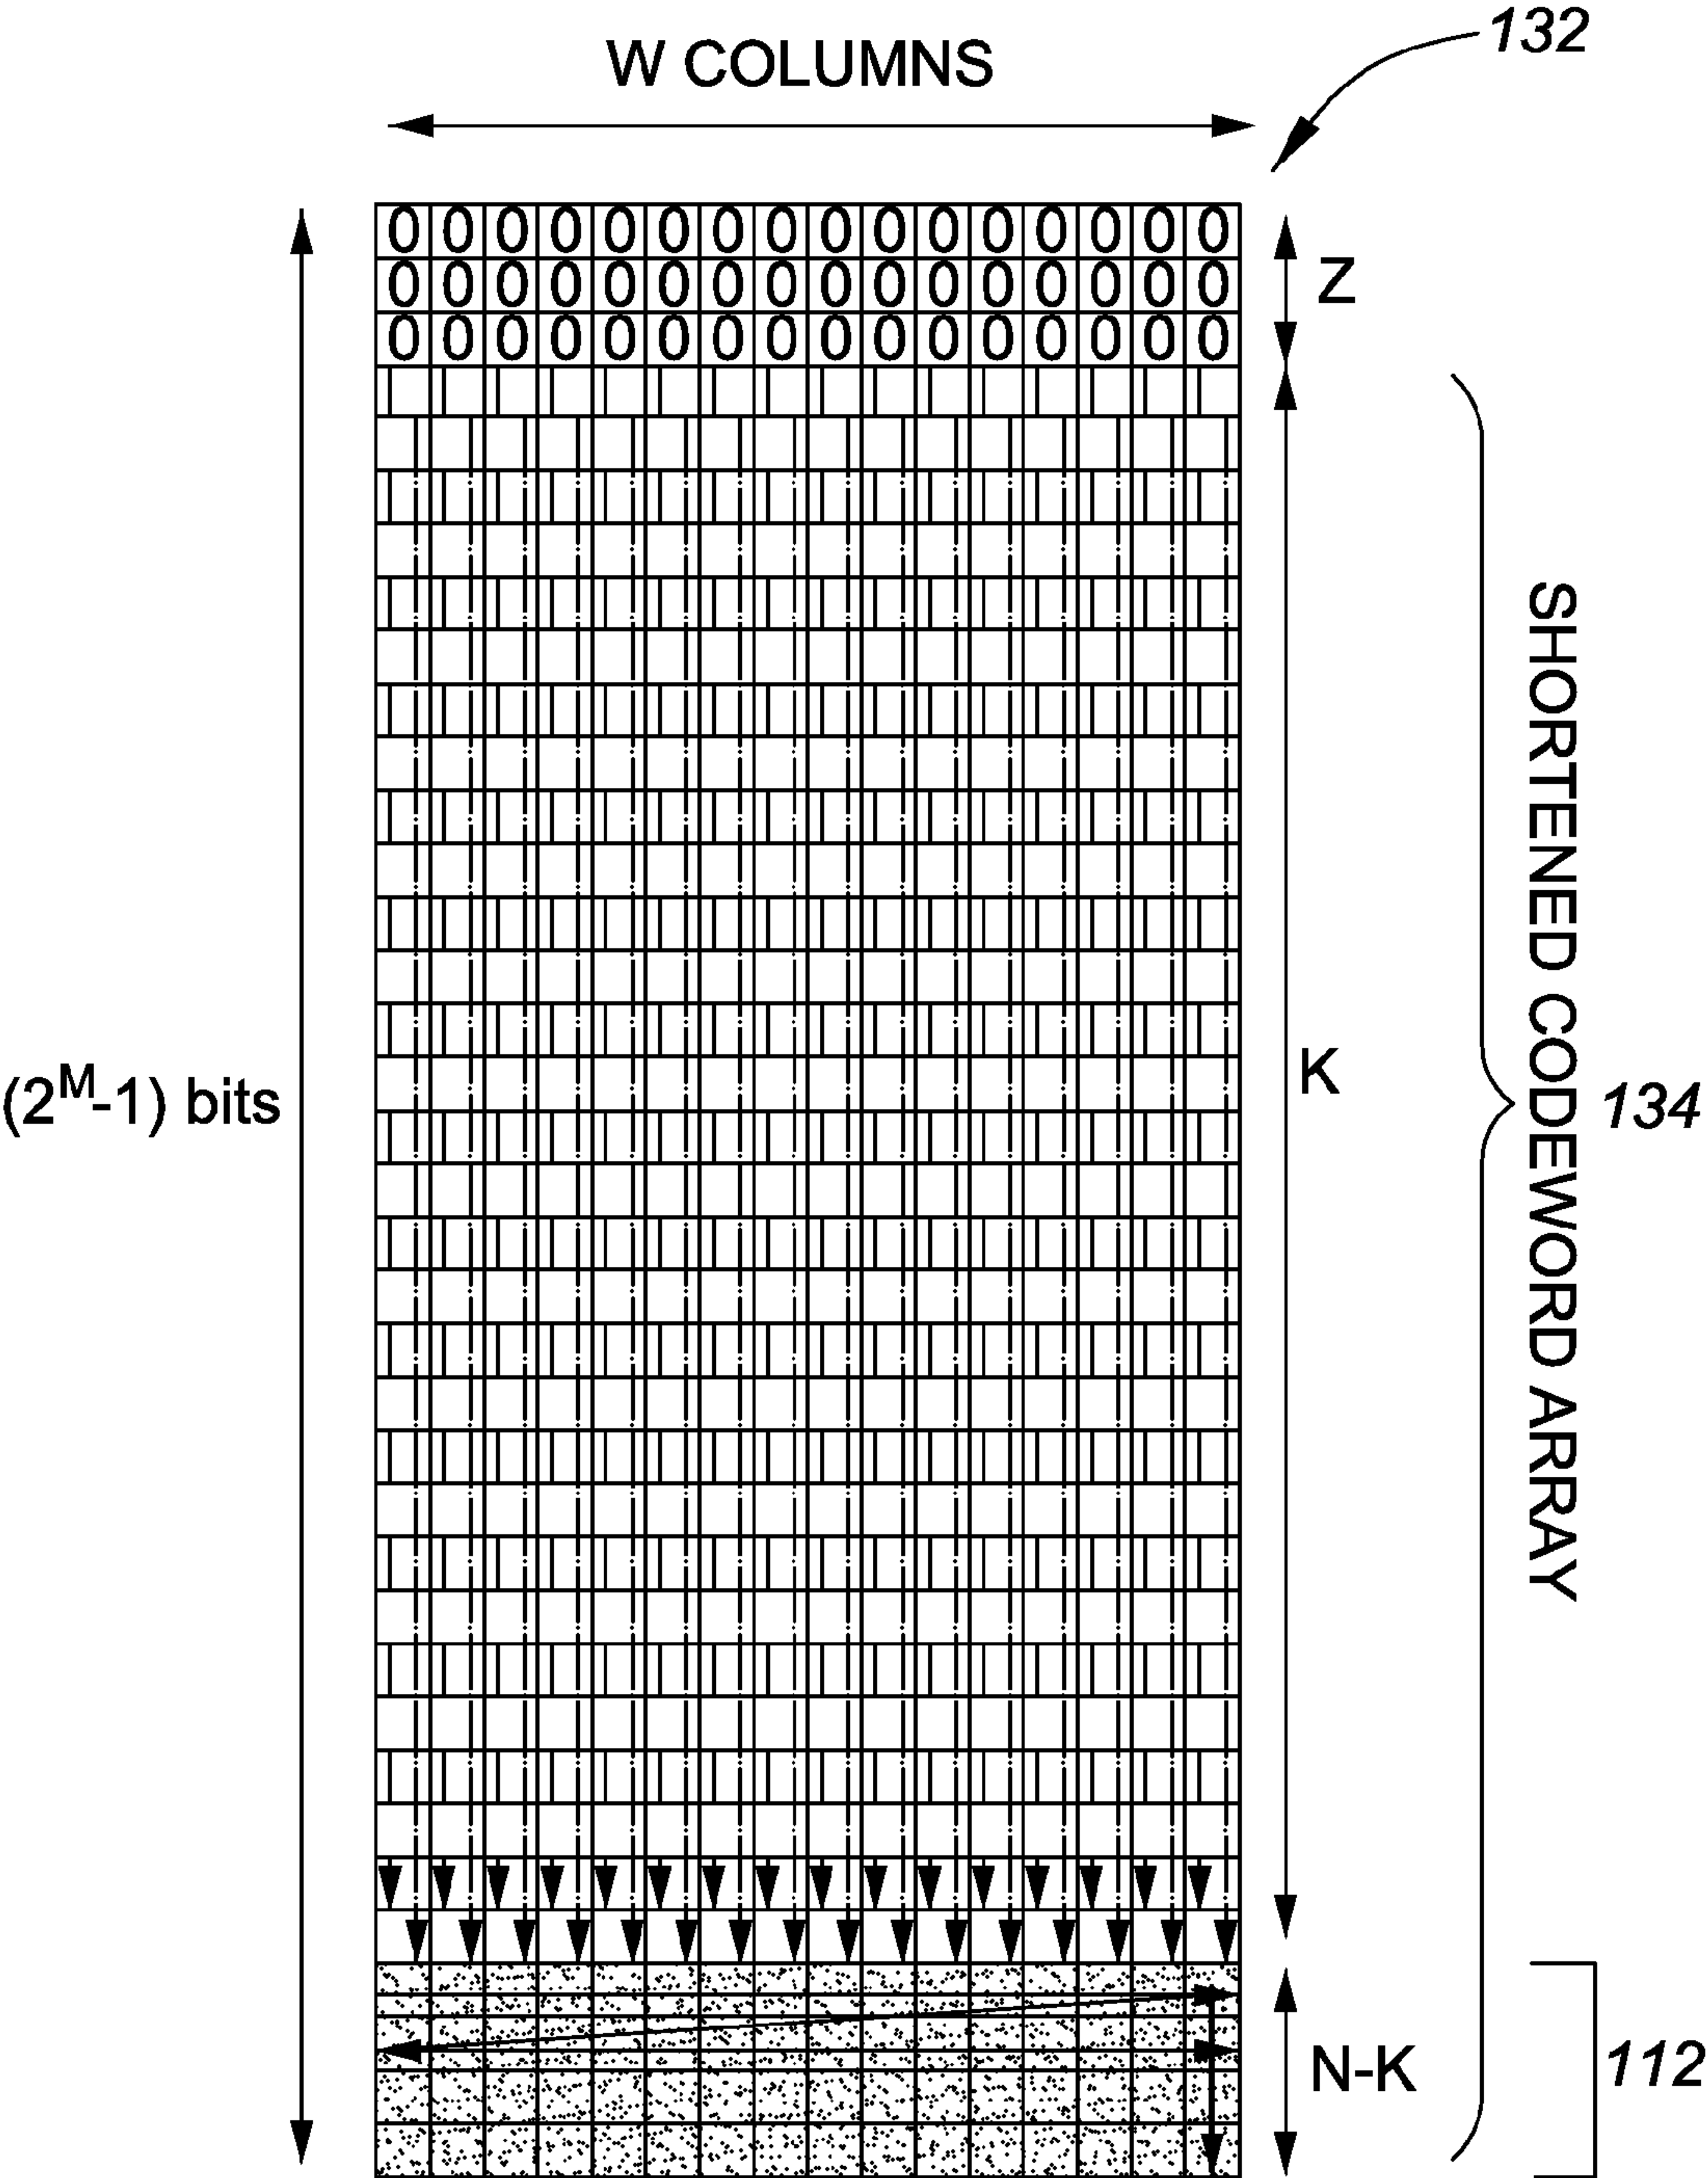 132
W COLUMNS
0 0 0 0 0 0 0 0 0 0 0 0 0 0 0 0
0 0 0 0 0 0 0 0 0 0 0 0 0 0 0 0
0 0 0 0 0 0 0 0 0 0 0 0 0 0 0 0
Z
(2^M-1) bits
K
SHORTENED CODEWORD ARRAY
134
N-K
112